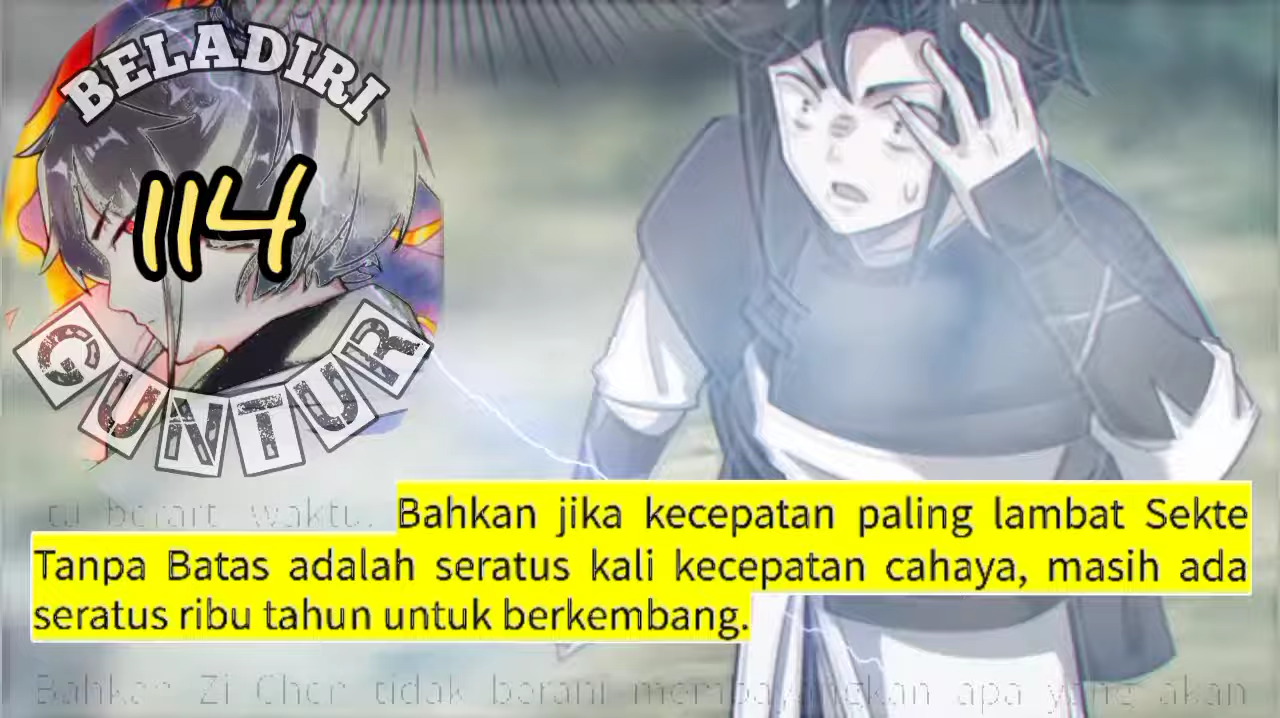 BELADIRI
114
GUNTUR
waktu. Bahkan jika kecepatan paling lambat Sekte
Tanpa Batas adalah seratus kali kecepatan cahaya, masih ada
seratus ribu tahun untuk berkembang.
Bahkan Zi Chen tidak berani membayangkan apa yang akan